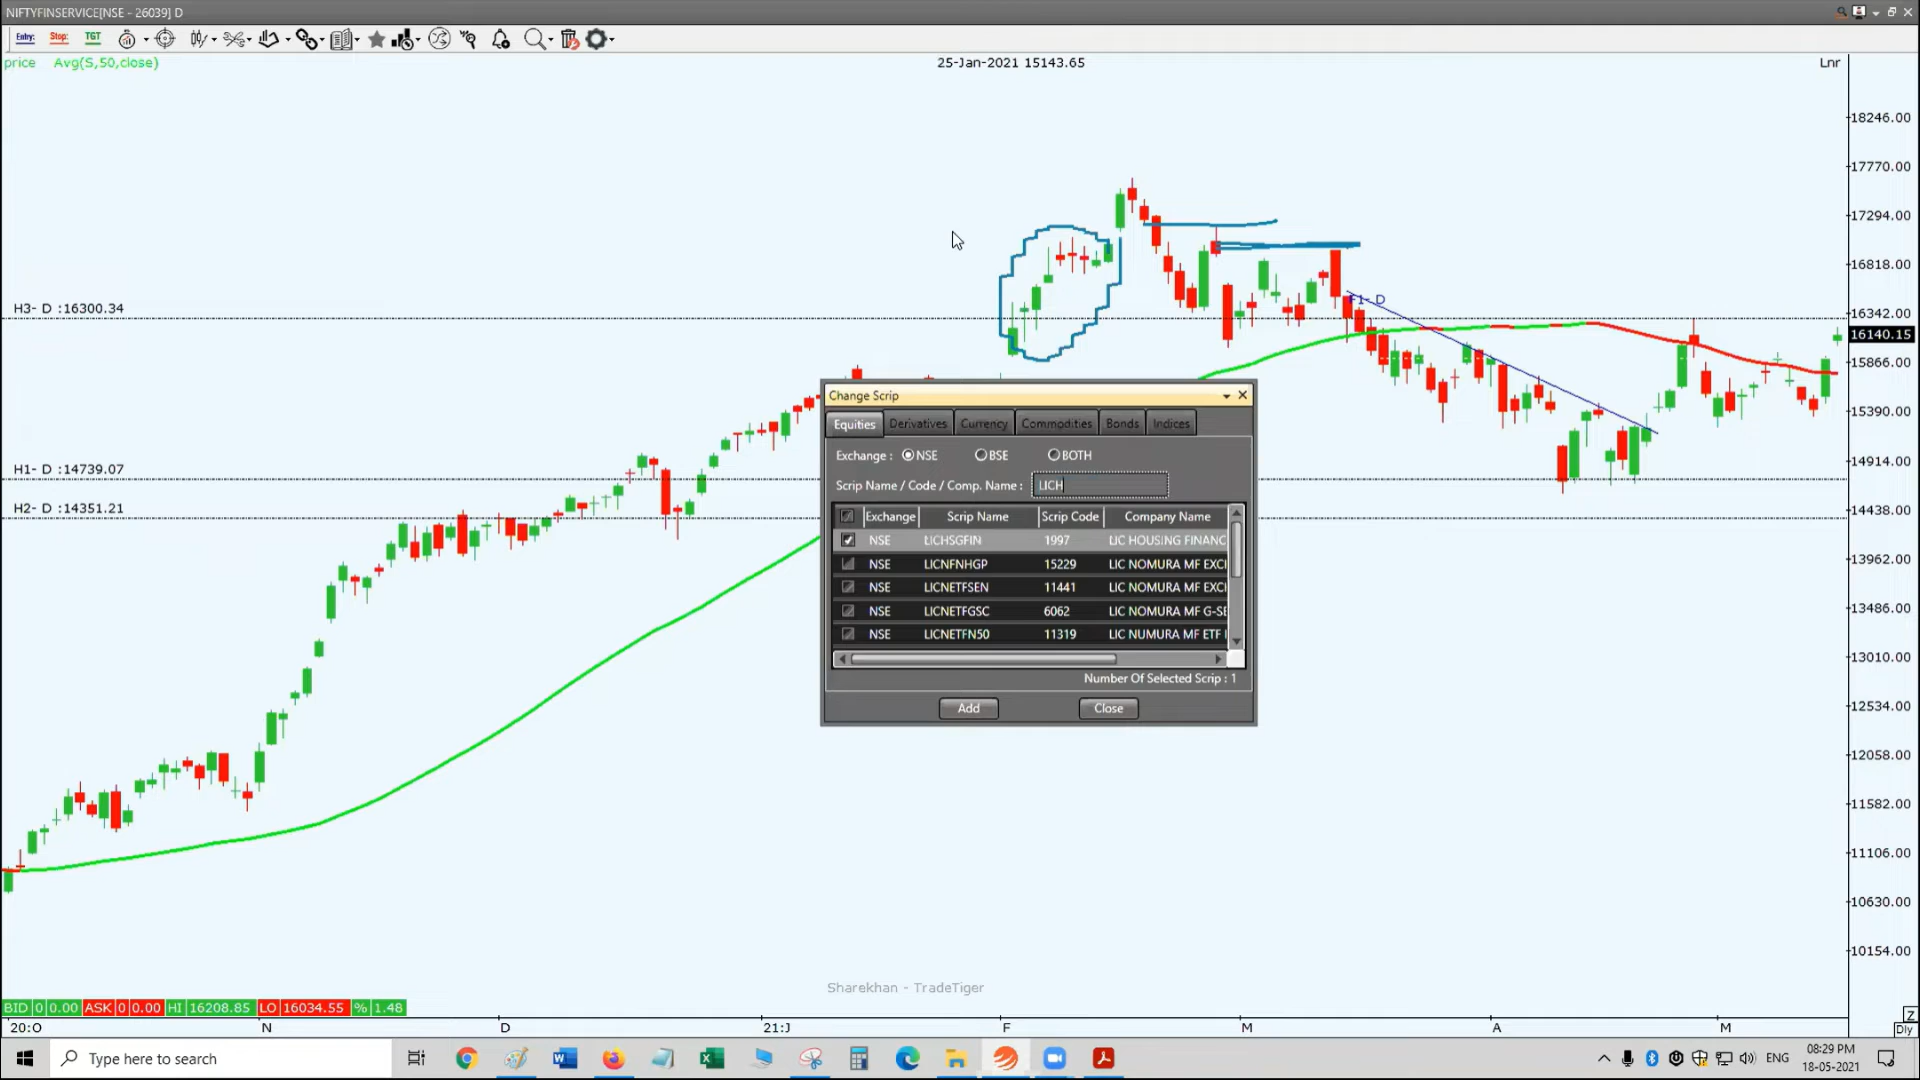 NIFTYFINSERVICE[NSE - 26039] D
Entry: Stop: TGT
price Avg(S,50,close)
25-Jan-2021 15143.65
Lnr
18246.00
17770.00
17294.00
16818.00
F1- D
H3- D :16300.34
16342.00
16140.15
15866.00
Change Scrip
15390.00
Equities Derivatives Currency Commodities Bonds Indices
Exchange : NSE BSE BOTH
H1- D :14739.07
14914.00
Scrip Name / Code / Comp. Name : LICH
H2- D :14351.21
14438.00
Exchange Scrip Name Scrip Code Company Name
NSE LICHSGFIN 1997 LIC HOUSING FINANC
NSE LICNFNHGP 15229 LIC NOMURA MF EXCI
13962.00
NSE LICNETFSEN 11441 LIC NOMURA MF EXCI
NSE LICNETFGSC 6062 LIC NOMURA MF G-SE
13486.00
NSE LICNETFN50 11319 LIC NUMURA MF ETF
13010.00
Number Of Selected Scrip : 1
Add Close
12534.00
12058.00
11582.00
11106.00
10630.00
10154.00
Sharekhan - TradeTiger
BID 0 0.00 ASK 0 0.00 HI 16208.85 LO 16034.55 % 1.48
Z
20:O N D 21:J F M A M
Dly
Type here to search
ENG
08:29 PM
18-05-2021